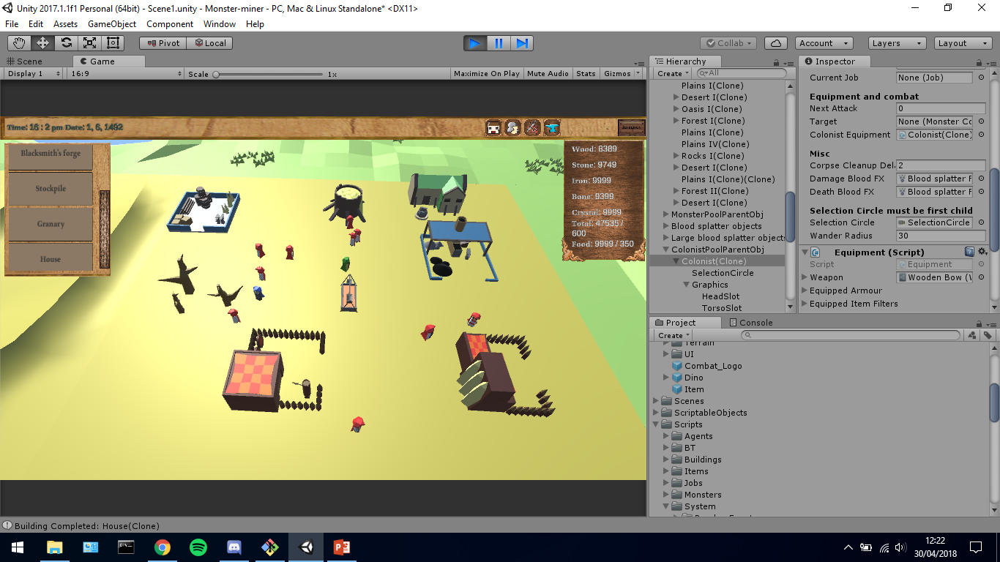 Unity 2017.1.1f1 Personal (64bit) - Scene1.unity - Monster-miner - PC, Mac & Linux Standalone* <DX11>
File Edit Assets GameObject Component Window Help
Pivot Local Collab Account Layers Layout
Scene Game
Display 1 16:9 Scale 1x Maximize On Play Mute Audio Stats Gizmos
Time: 16 : 2 pm Date: 1, 6, 1492
Blacksmith's forge
Stockpile
Granary
House
Wood: 8389
Stone: 9749
Iron: 9999
Bone: 9399
Crystal: 9999
Total: 47535 /
600
Food: 9999 / 350
Building Completed: House(Clone)
Hierarchy
Create All
Plains I(Clone)
Desert I(Clone)
Oasis I(Clone)
Forest I(Clone)
Plains I(Clone)
Plains IV(Clone)
Rocks I(Clone)
Desert I(Clone)
Plains I(Clone)(Clone)
Forest II(Clone)
Desert I(Clone)
MonsterPoolParentObj
Blood splatter objects
Large blood splatter objects
ColonistPoolParentObj
Colonist(Clone)
SelectionCircle
Graphics
HeadSlot
TorsoSlot
Inspector
Current Job None (Job)
Equipment and combat
Next Attack 0
Target None (Monster Co
Colonist Equipment Colonist(Clone)
Misc
Corpse Cleanup Del 2
Damage Blood FX Blood splatter F
Death Blood FX Blood splatter F
Selection Circle must be first child
Selection Circle SelectionCircle
Wander Radius 30
Equipment (Script)
Script Equipment
Weapon Wooden Bow (W
Equipped Armour
Equipped Item Filters
Project Console
Create
Terrain
UI
Combat_Logo
Dino
Item
Scenes
ScriptableObjects
Scripts
Agents
BT
Buildings
Items
Jobs
Monsters
System
12:22
30/04/2018